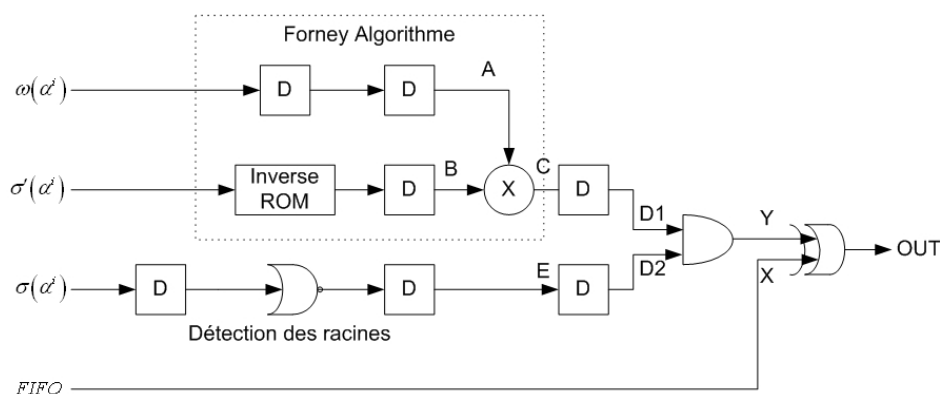 Forney Algorithme
ω(αⁱ)
D
D
A
σ'(αⁱ)
Inverse
ROM
D
B
X
C
D
D1
Y
OUT
D2
X
σ(αⁱ)
D
D
E
D
Détection des racines
FIFO